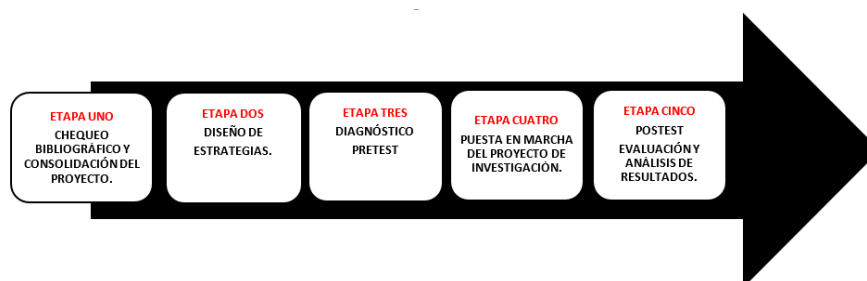 ETAPA UNO
CHEQUEO
BIBLIOGRÁFICO Y
CONSOLIDACIÓN DEL
PROYECTO.
ETAPA DOS
DISEÑO DE
ESTRATEGIAS.
ETAPA TRES
DIAGNÓSTICO
PRETEST
ETAPA CUATRO
PUESTA EN MARCHA
DEL PROYECTO DE
INVESTIGACIÓN.
ETAPA CINCO
POSTEST
EVALUACIÓN Y
ANÀLISIS DE
RESULTADOS.